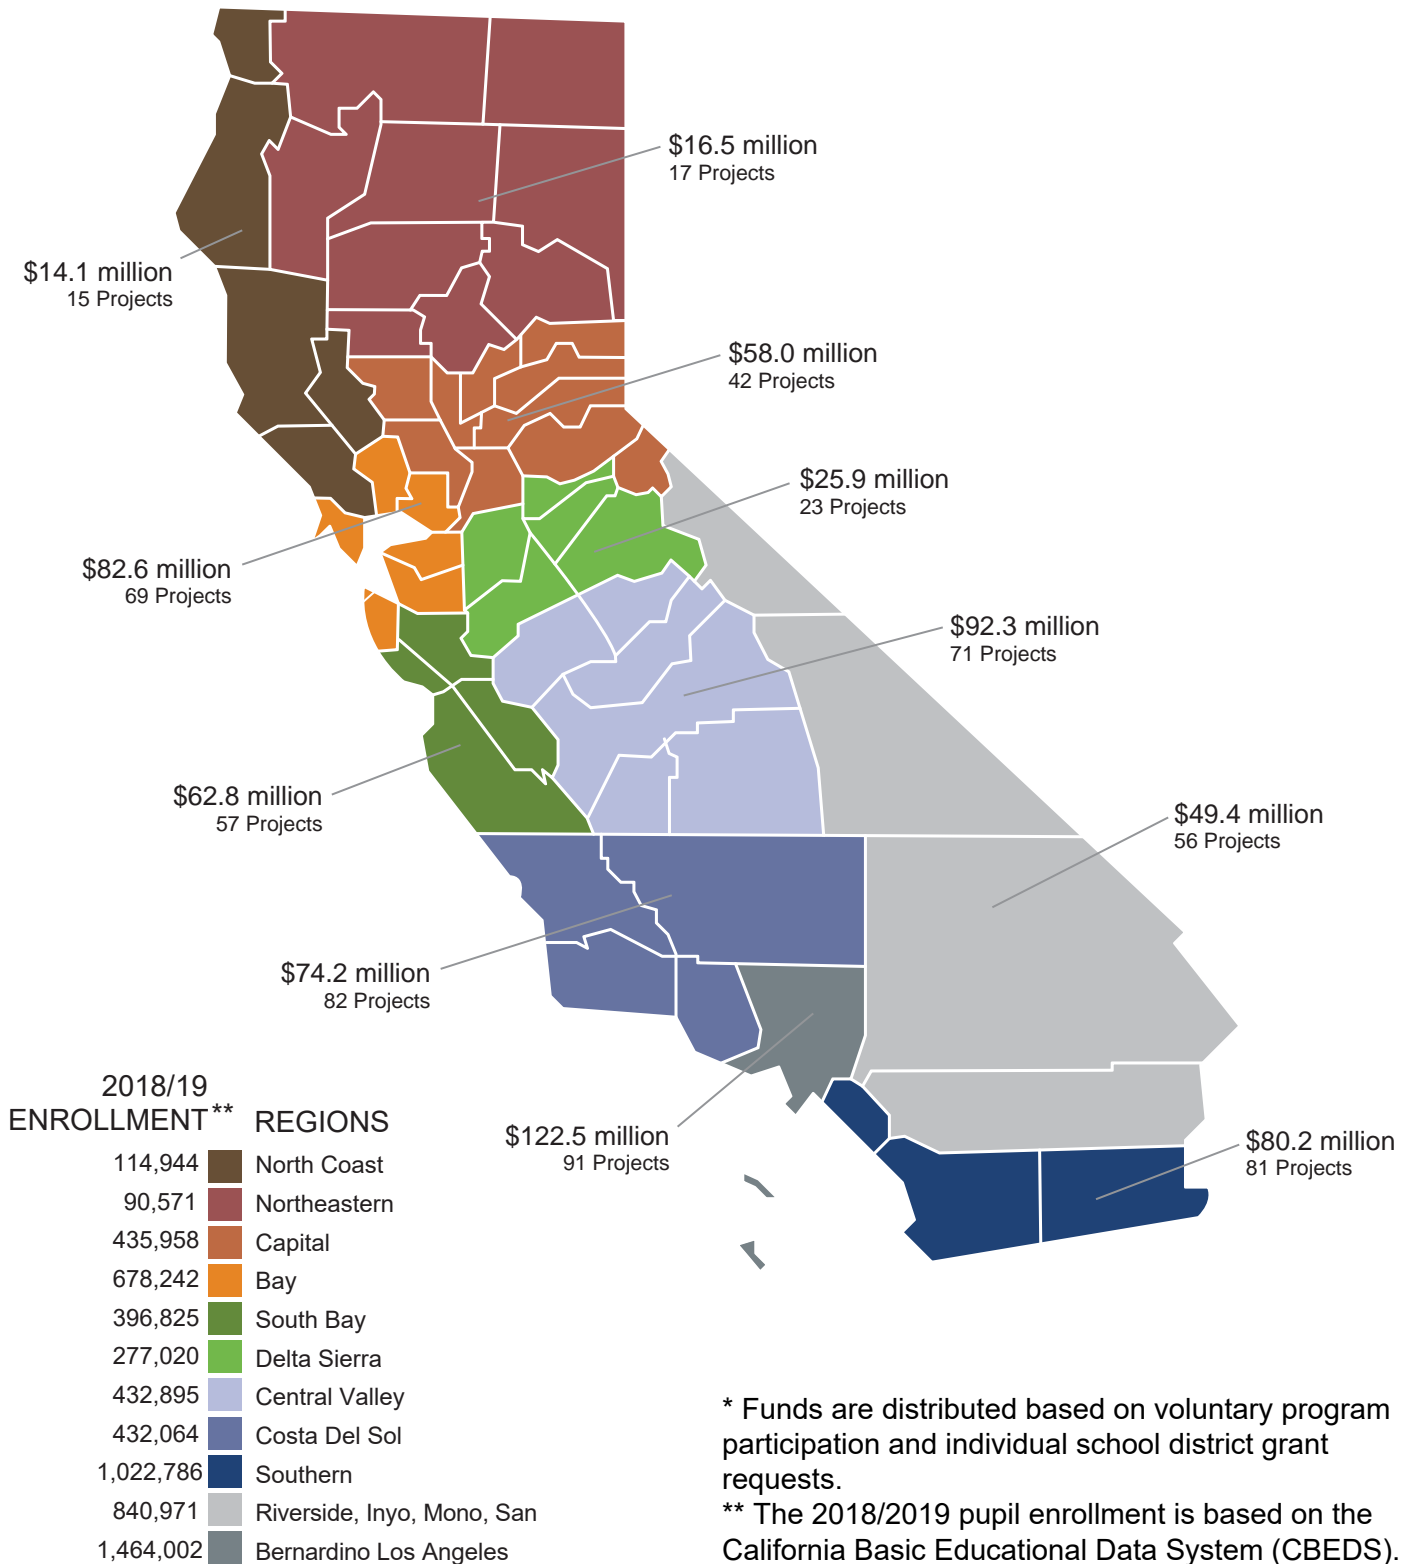 $16.5 million
17 Projects
$14.1 million
15 Projects
$58.0 million
42 Projects
$25.9 million
23 Projects
$82.6 million
69 Projects
$92.3 million
71 Projects
$62.8 million
57 Projects
$49.4 million
56 Projects
$74.2 million
82 Projects
$122.5 million
91 Projects
$80.2 million
81 Projects
2018/19
ENROLLMENT** REGIONS
114,944 North Coast
90,571 Northeastern
435,958 Capital
678,242 Bay
396,825 South Bay
277,020 Delta Sierra
432,895 Central Valley
432,064 Costa Del Sol
1,022,786 Southern
840,971 Riverside, Inyo, Mono, San
1,464,002 Bernardino Los Angeles
* Funds are distributed based on voluntary program
participation and individual school district grant
requests.
** The 2018/2019 pupil enrollment is based on the
California Basic Educational Data System (CBEDS).